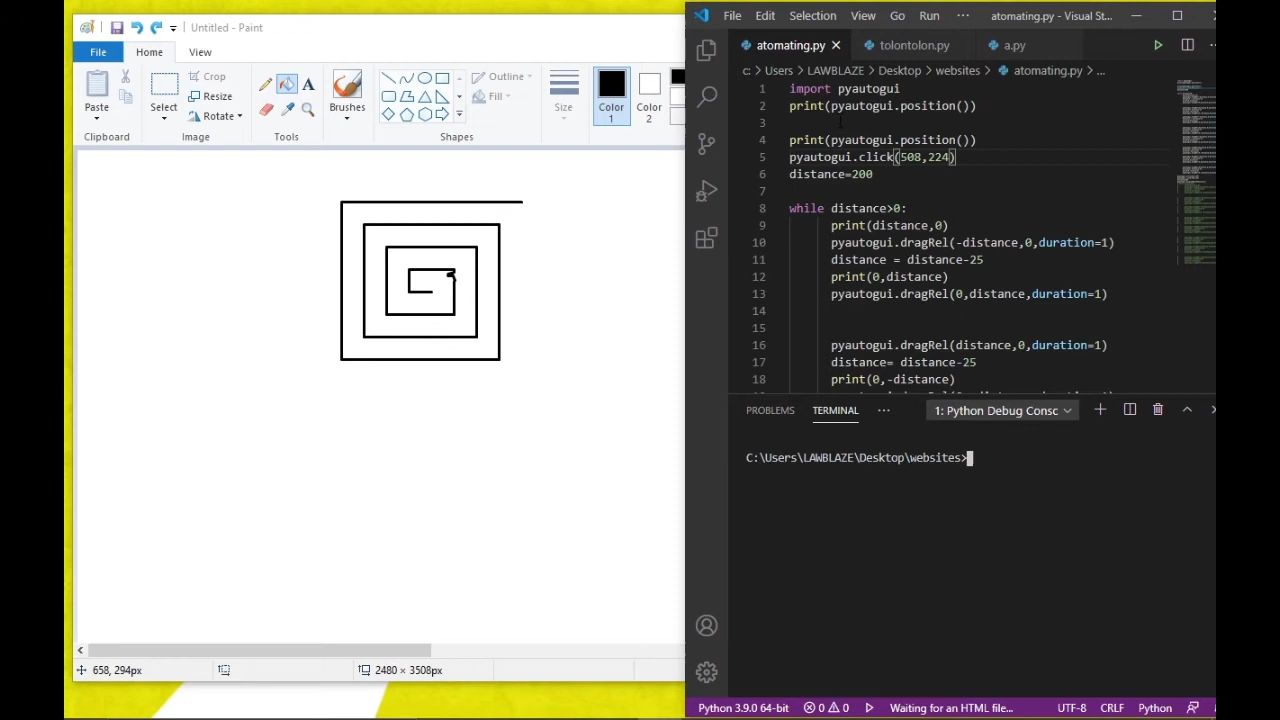 Untitled - Paint
File
Home
View
Paste
Clipboard
Select
Crop
Resize
Rotate
Image
A
Tools
Brushes
Outline
Fill
Shapes
Size
Color
1
Color
2
658, 294px
2480 × 3508px
File Edit Selection View Go Run ··· atomating.py - Visual St...
atomating.py
tolontolon.py
a.py
c: > Users > LAWBLAZE > Desktop > websites > atomating.py > ...
1 import pyautogui
2 print(pyautogui.position())
3
4 print(pyautogui.position())
5 pyautogui.click(508,224)
6 distance=200
7
8 while distance>0:
9 print(distance,0)
10 pyautogui.dragRel(-distance,0,duration=1)
11 distance = distance-25
12 print(0,distance)
13 pyautogui.dragRel(0,distance,duration=1)
14
15
16 pyautogui.dragRel(distance,0,duration=1)
17 distance= distance-25
18 print(0,-distance)
PROBLEMS TERMINAL ··· 1: Python Debug Consc
C:\Users\LAWBLAZE\Desktop\websites>
Python 3.9.0 64-bit 0 0 Waiting for an HTML file... UTF-8 CRLF Python